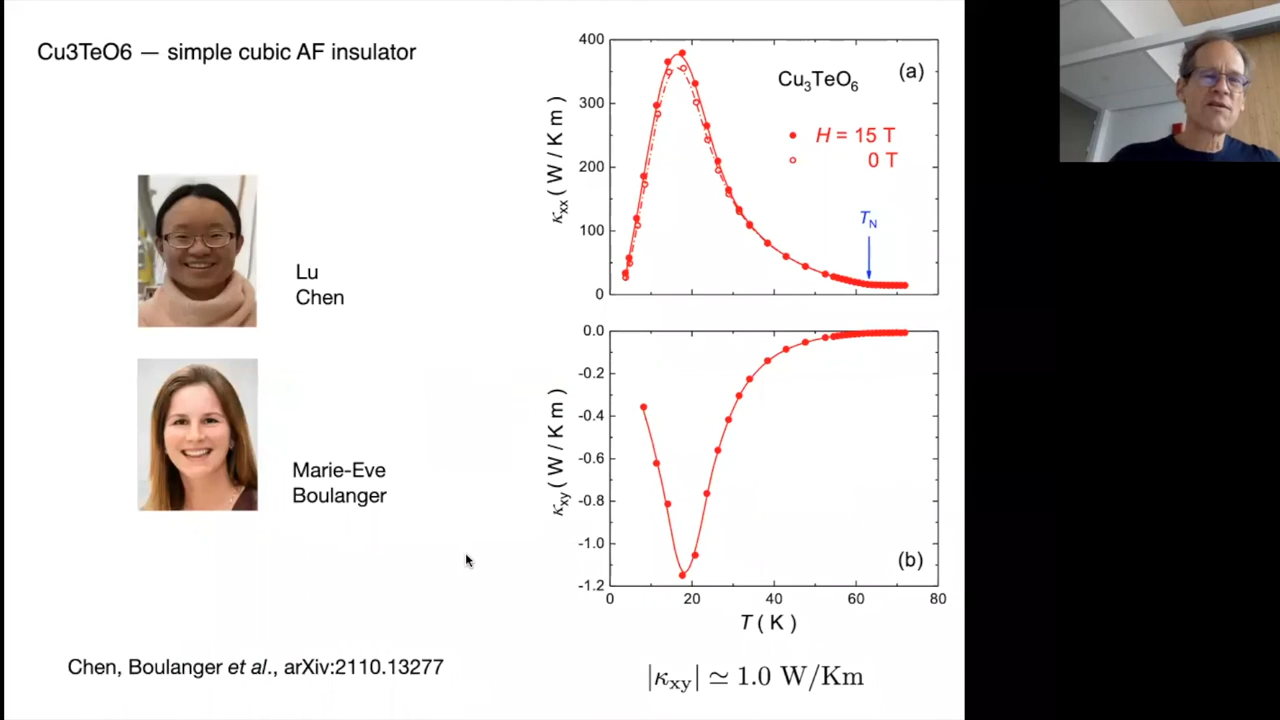 Cu3TeO6 — simple cubic AF insulator
Lu
Chen
Marie-Eve
Boulanger
Chen, Boulanger et al., arXiv:2110.13277
400
300
200
100
0
κxx ( W / K m )
Cu₃TeO₆
(a)
H = 15 T
0 T
TN
0.0
-0.2
-0.4
-0.6
-0.8
-1.0
-1.2
κxy ( W / K m )
(b)
0 20 40 60 80
T ( K )
|κxy| ≃ 1.0 W/Km